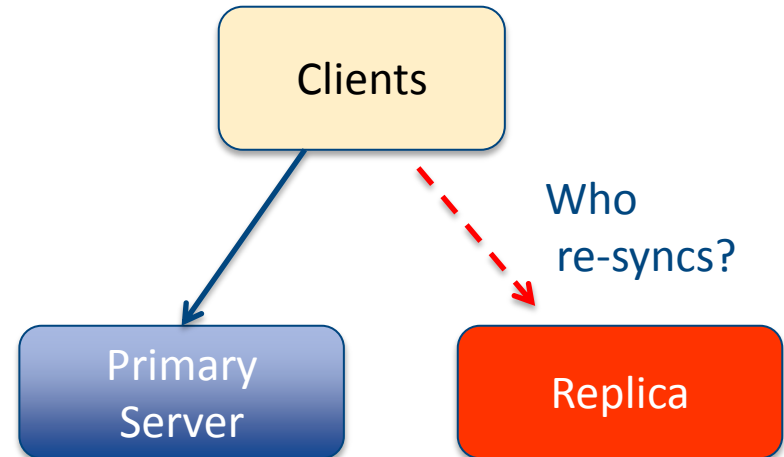 Clients
Who
re-syncs?
Primary
Server
Replica